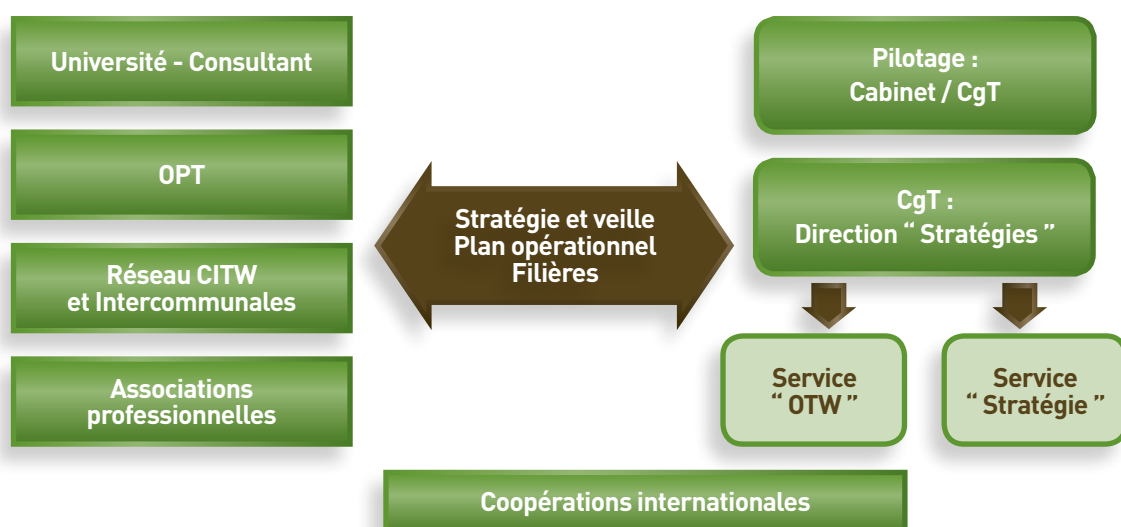 Université - Consultant
OPT
Réseau CITW
et Intercommunales
Associations
professionnelles
Stratégie et veille
Plan opérationnel
Filières
Pilotage :
Cabinet / CgT
CgT :
Direction “ Stratégies ”
Service
“ OTW ”
Service
“ Stratégie ”
Coopérations internationales